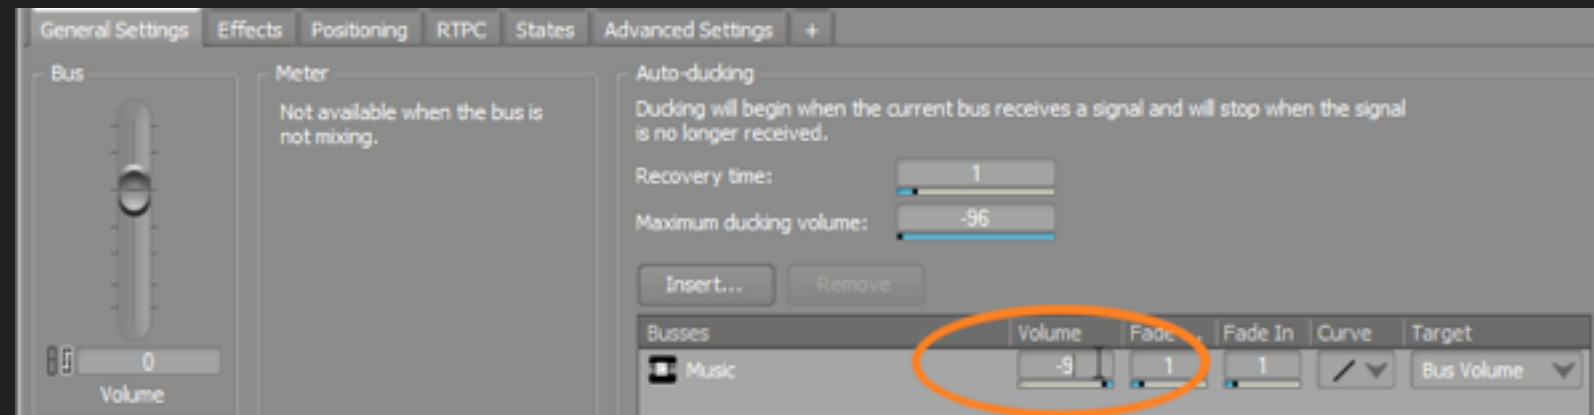 General Settings Effects Positioning RTPC States Advanced Settings +
Bus
0
Volume
Meter
Not available when the bus is
not mixing.
Auto-ducking
Ducking will begin when the current bus receives a signal and will stop when the signal
is no longer received.
Recovery time: 1
Maximum ducking volume: -96
Insert... Remove
Busses Volume Fade ... Fade In Curve Target
Music -9 1 1 Bus Volume